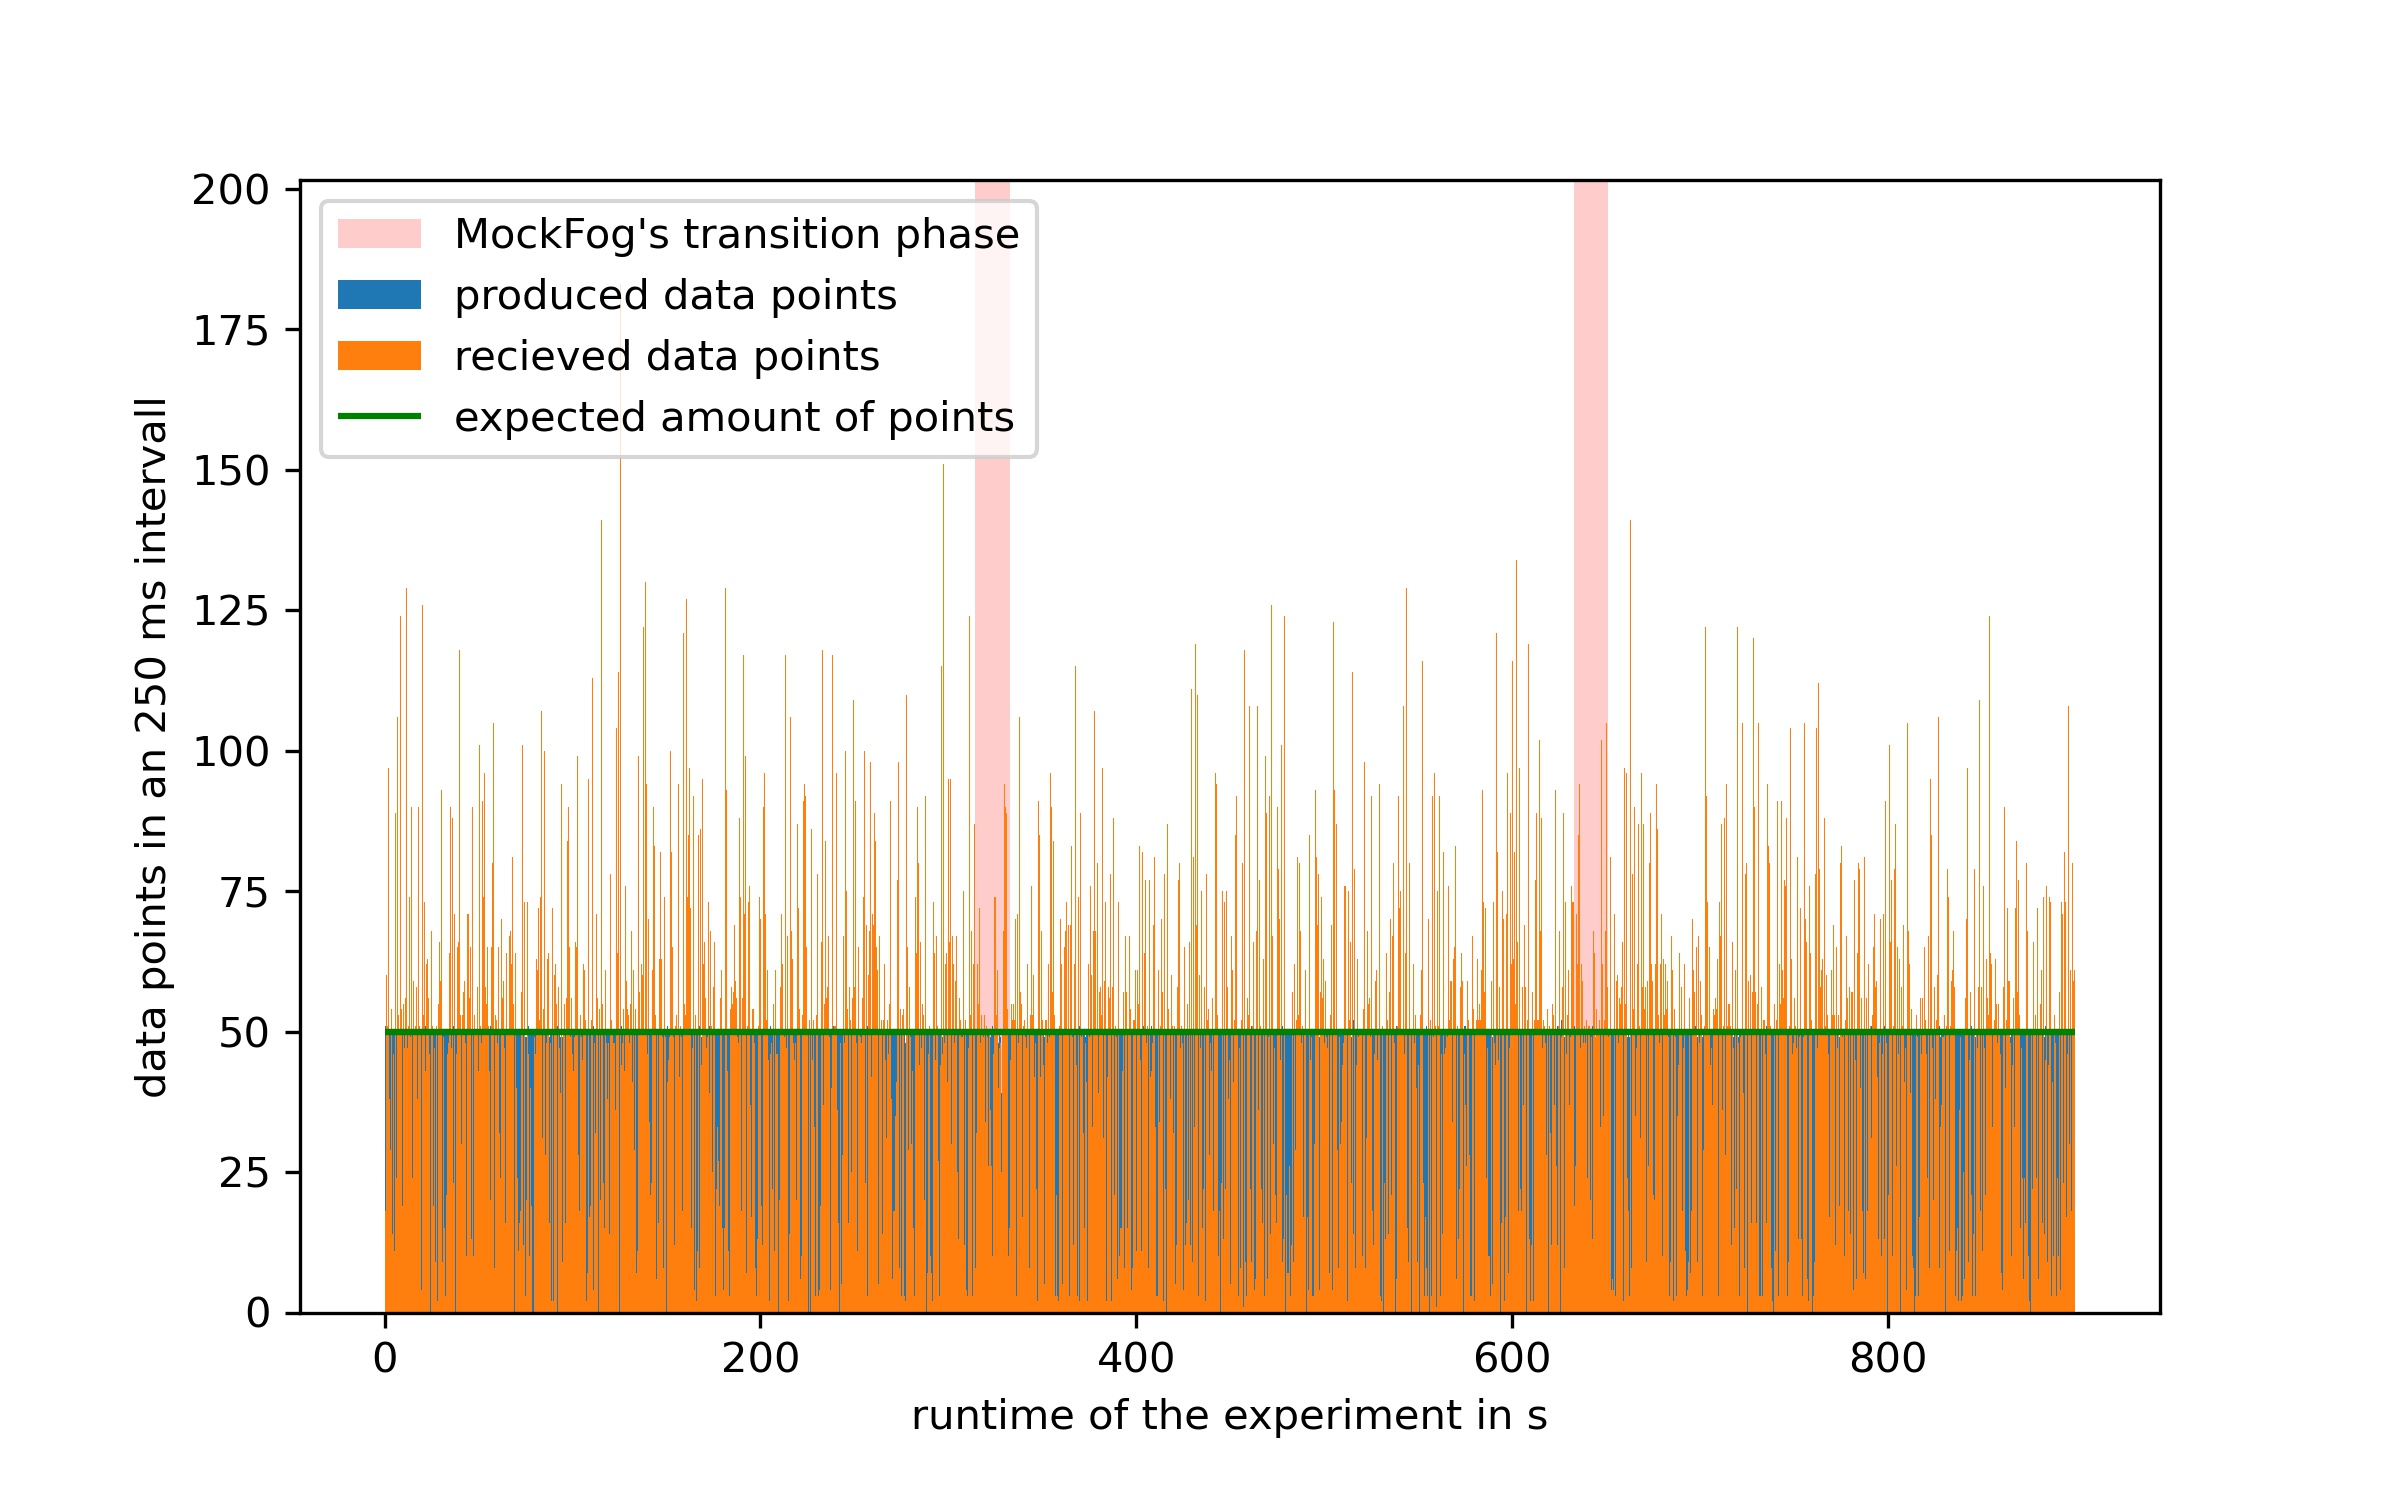 200
175
150
125
100
75
50
25
0
data points in an 250 ms intervall
MockFog's transition phase
produced data points
recieved data points
expected amount of points
0 200 400 600 800
runtime of the experiment in s